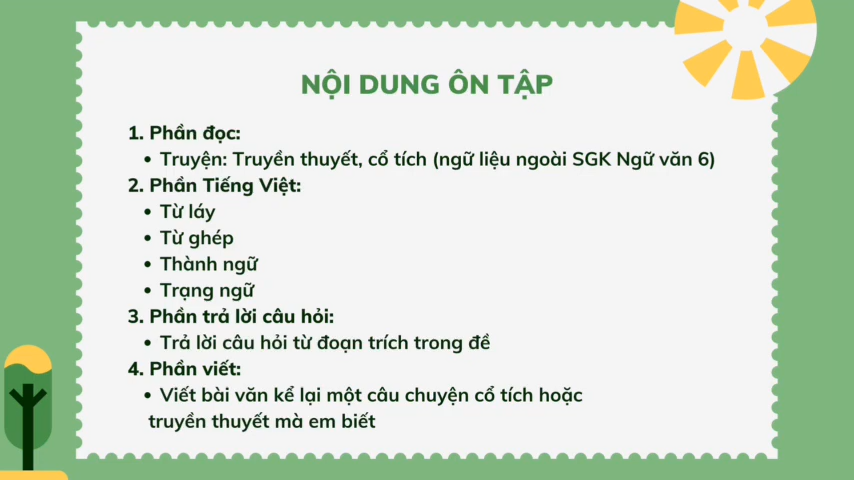 NỘI DUNG ÔN TẬP
1. Phần đọc:
• Truyện: Truyền thuyết, cổ tích (ngữ liệu ngoài SGK Ngữ văn 6)
2. Phần Tiếng Việt:
• Từ láy
• Từ ghép
• Thành ngữ
• Trạng ngữ
3. Phần trả lời câu hỏi:
• Trả lời câu hỏi từ đoạn trích trong đề
4. Phần viết:
• Viết bài văn kể lại một câu chuyện cổ tích hoặc
truyền thuyết mà em biết